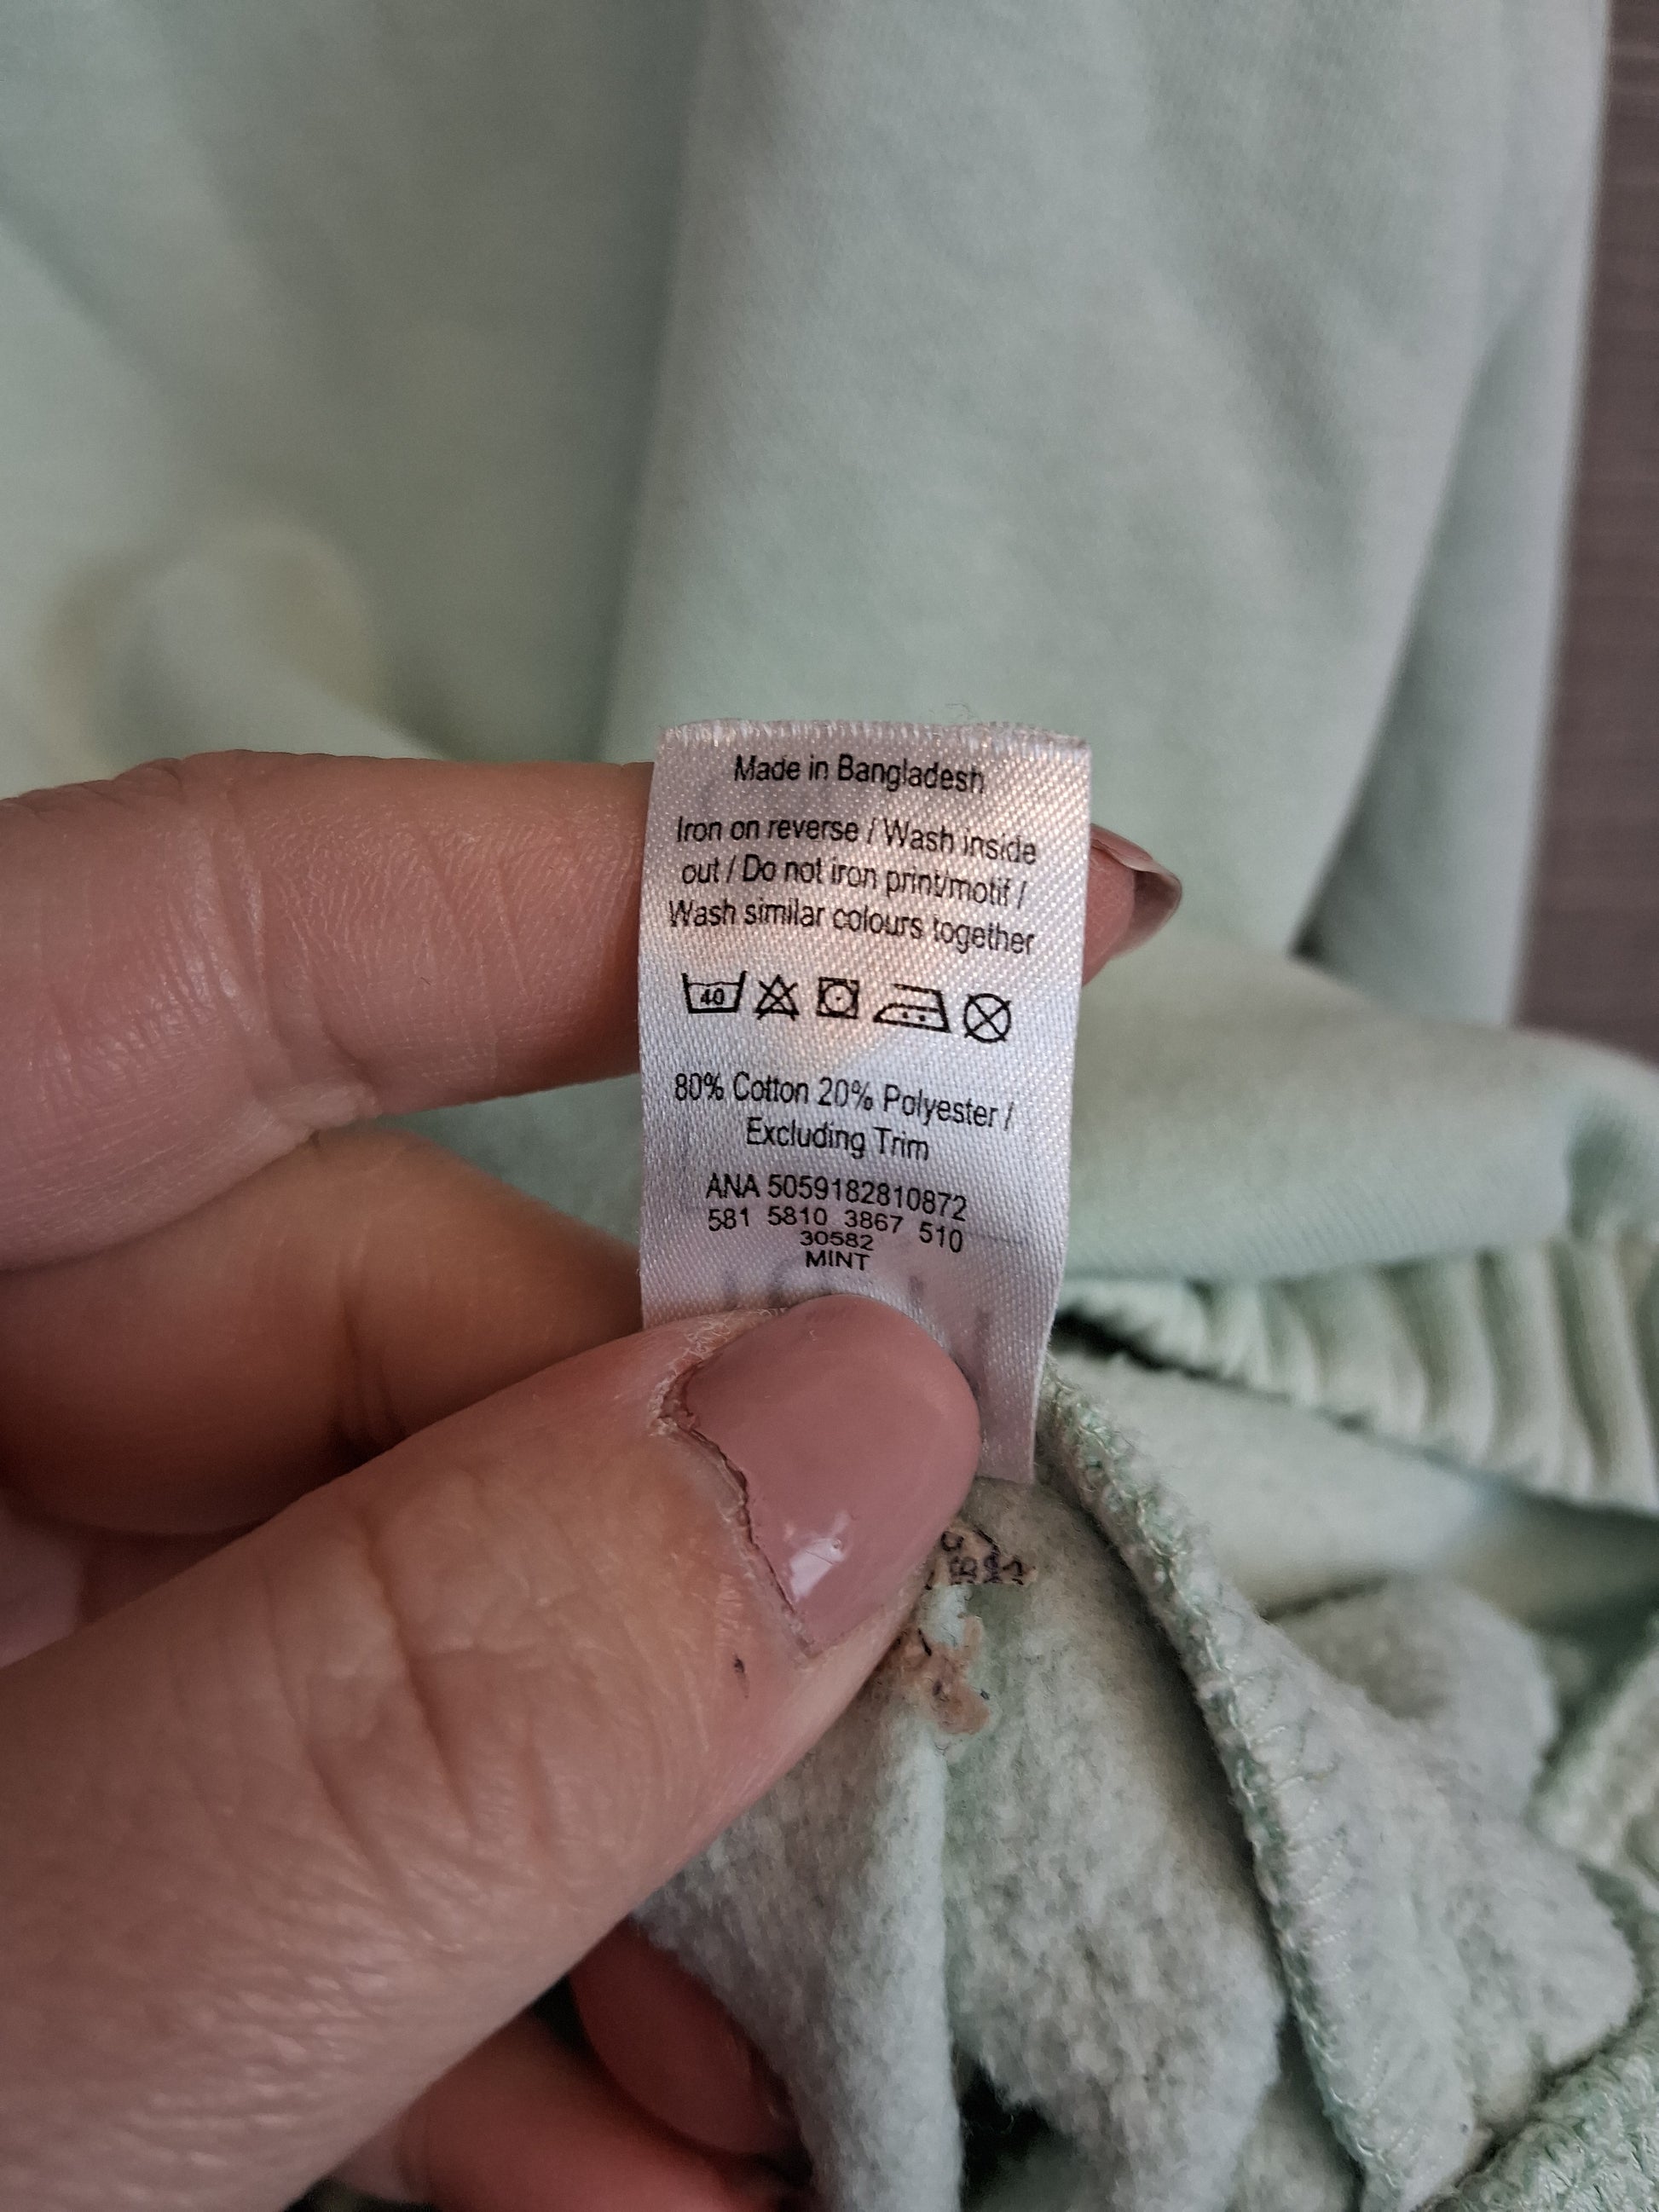 Made in Bangladesh
Iron on reverse / Wash inside
out / Do not iron print/motif /
Wash similar colours together
40
80% Cotton 20% Polyester /
Excluding Trim
ANA 5059182810872
581 5810 3867 510
30582
MINT